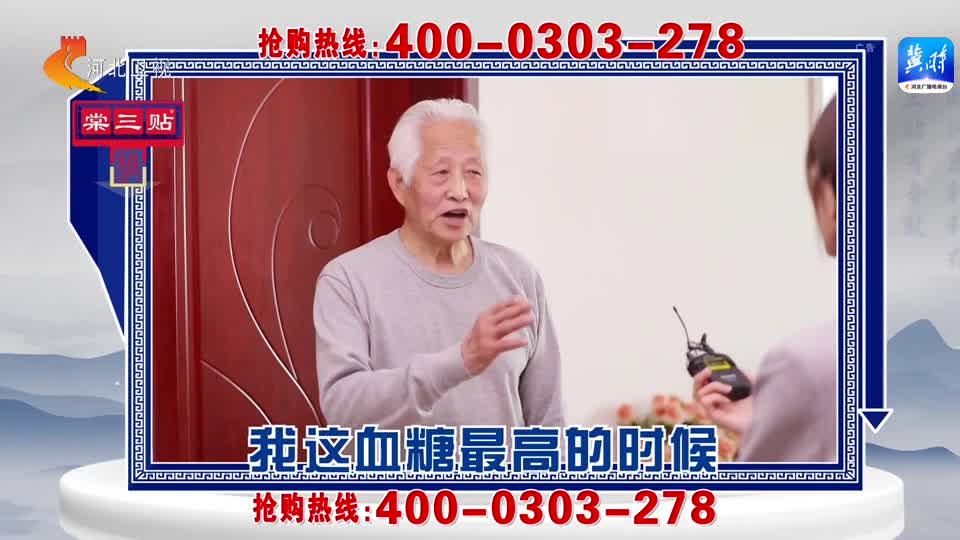 抢购热线:400-0303-278
广告
河北卫视
冀时
河北广播电视台
棠三贴
我这血糖最高的时候
抢购热线:400-0303-278